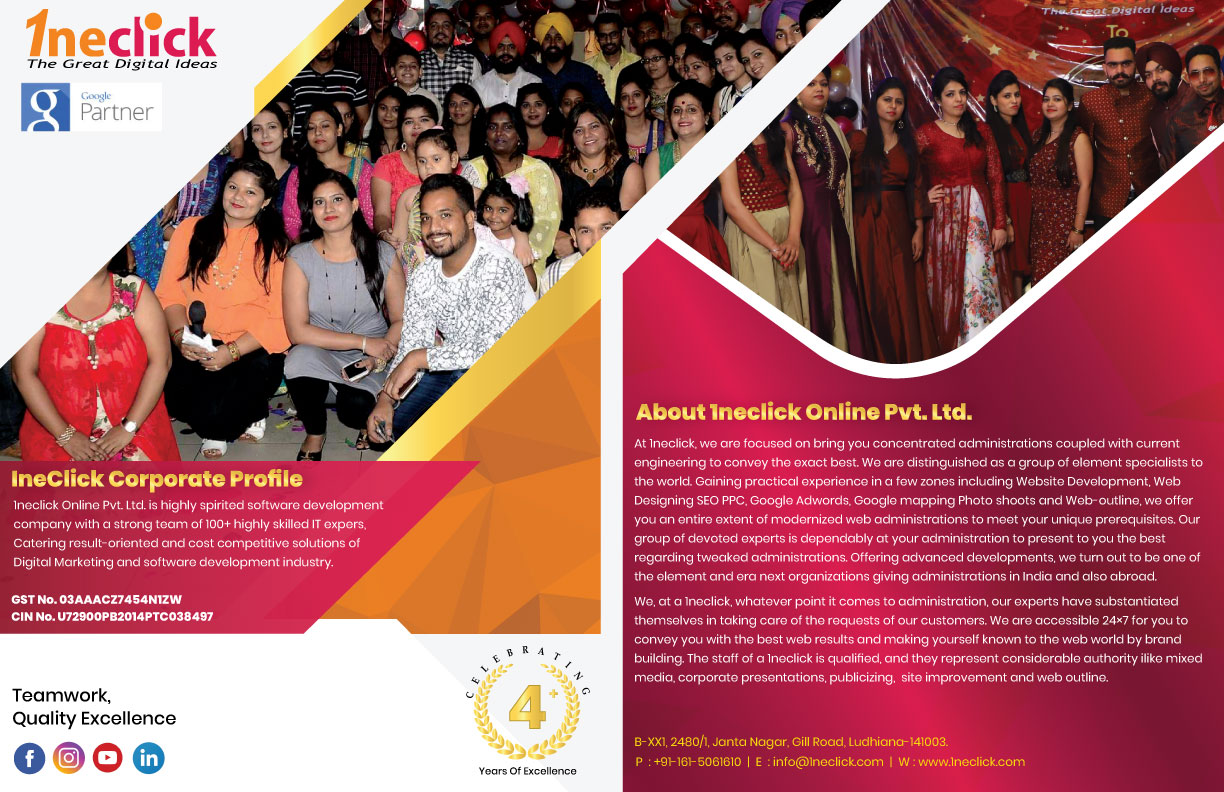 1neclick
The Great Digital Ideas
Google
Partner
IneClick Corporate Profile
1neclick Online Pvt. Ltd. is highly spirited software development
company with a strong team of 100+ highly skilled IT expers,
Catering result-oriented and cost competitive solutions of
Digital Marketing and software development industry.
GST No. 03AAACZ7454N1ZW
CIN No. U72900PB2014PTC038497
Teamwork,
Quality Excellence
CELEBRATING
4+
Years Of Excellence
The Great Digital Ideas
To
About 1neclick Online Pvt. Ltd.
At 1neclick, we are focused on bring you concentrated administrations coupled with current
engineering to convey the exact best. We are distinguished as a group of element specialists to
the world. Gaining practical experience in a few zones including Website Development, Web
Designing SEO PPC, Google Adwords, Google mapping Photo shoots and Web-outline, we offer
you an entire extent of modernized web administrations to meet your unique prerequisites. Our
group of devoted experts is dependably at your administration to present to you the best
regarding tweaked administrations. Offering advanced developments, we turn out to be one of
the element and era next organizations giving administrations in India and also abroad.
We, at a 1neclick, whatever point it comes to administration, our experts have substantiated
themselves in taking care of the requests of our customers. We are accessible 24×7 for you to
convey you with the best web results and making yourself known to the web world by brand
building. The staff of a 1neclick is qualified, and they represent considerable authority ilike mixed
media, corporate presentations, publicizing, site improvement and web outline.
B-XX1, 2480/1, Janta Nagar, Gill Road, Ludhiana-141003.
P : +91-161-5061610 | E : info@1neclick.com | W : www.1neclick.com